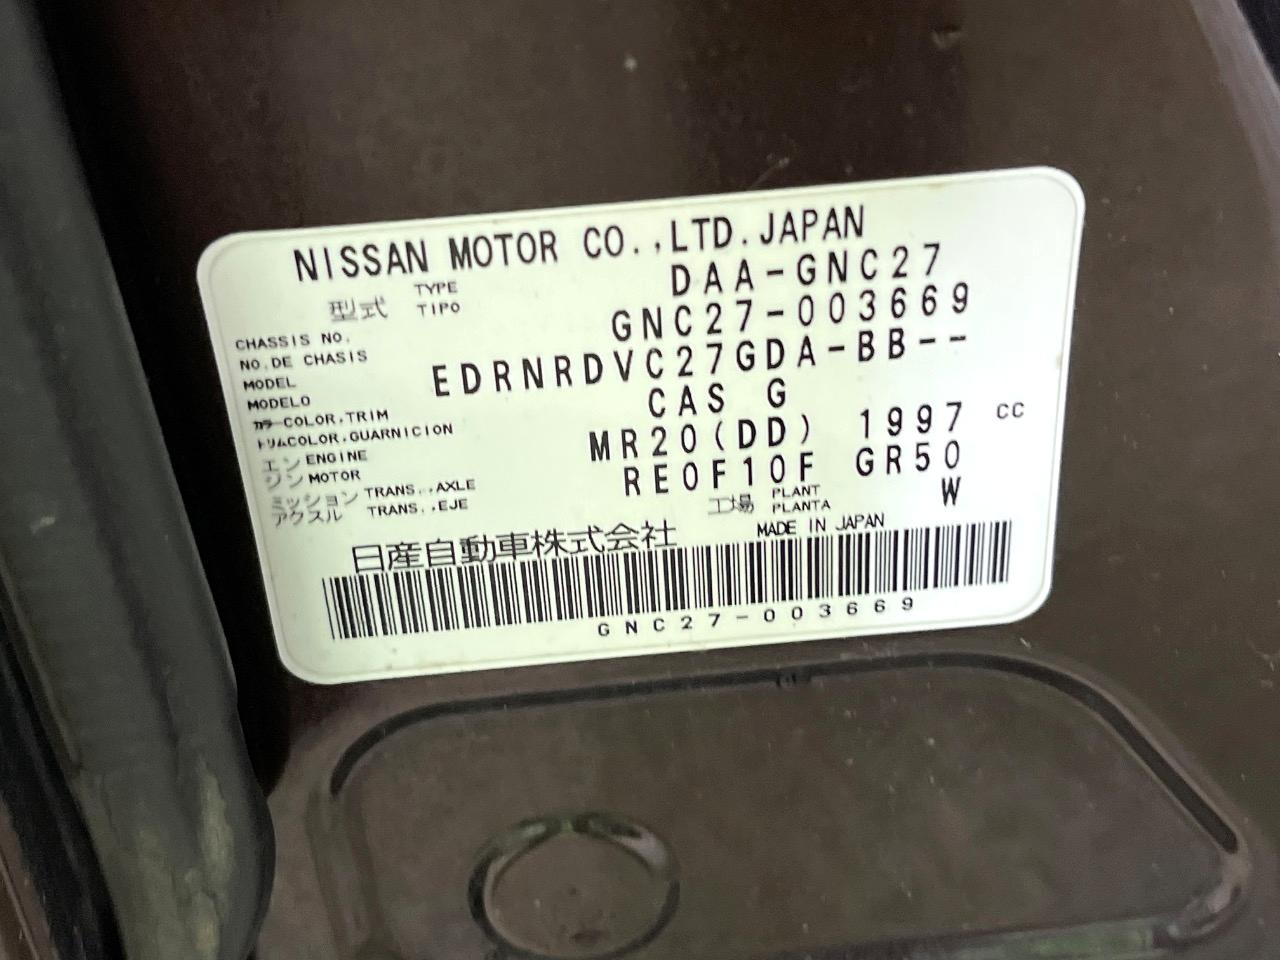 NISSAN MOTOR CO.,LTD.JAPAN
型式 TYPE TIPO DAA-GNC27
CHASSIS NO. NO.DE CHASIS GNC27-003669
MODEL MODELO EDRNRDVC27GDA-BB--
カラー COLOR,TRIM トリム COLOR,GUARNICION CAS G
エンジン ENGINE MOTOR MR20(DD) 1997 CC
ミッション アクスル TRANS.,AXLE TRANS.,EJE RE0F10F GR50
工場 PLANT PLANTA W
日産自動車株式会社 MADE IN JAPAN
GNC27-003669